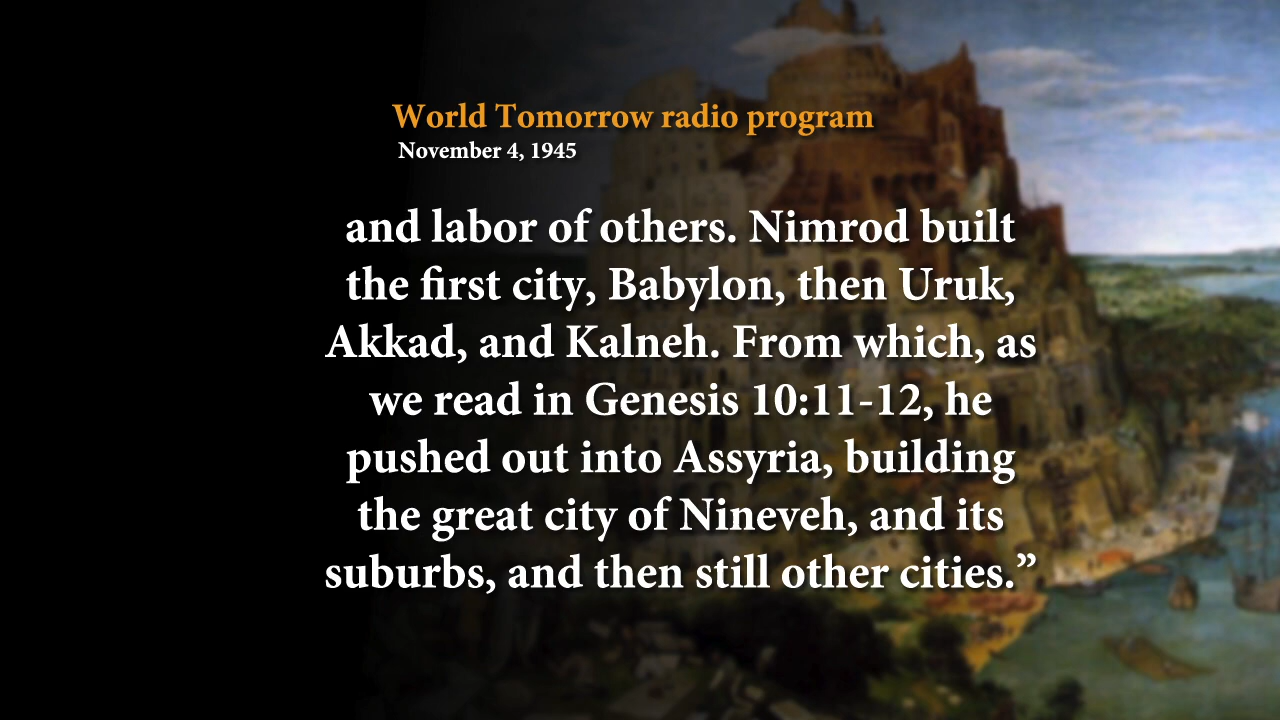 World Tomorrow radio program
November 4, 1945
and labor of others. Nimrod built
the first city, Babylon, then Uruk,
Akkad, and Kalneh. From which, as
we read in Genesis 10:11-12, he
pushed out into Assyria, building
the great city of Nineveh, and its
suburbs, and then still other cities.”